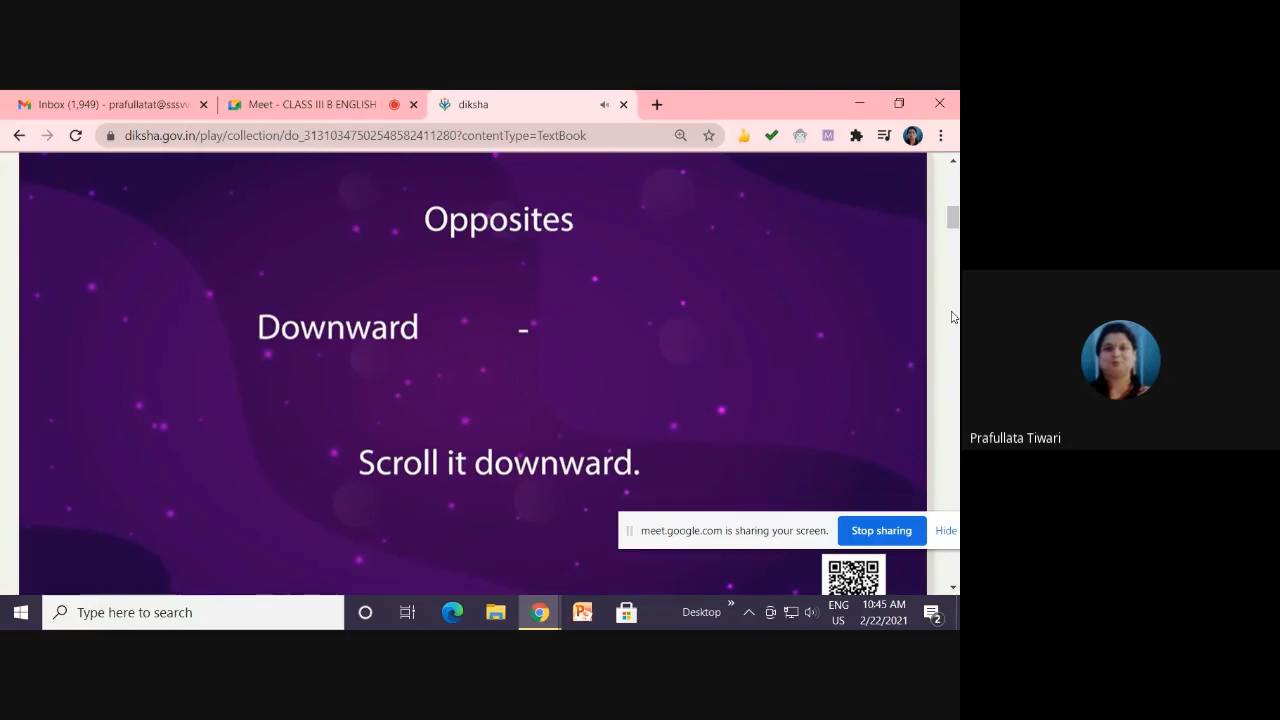 Inbox (1,949) - prafullatat@sssv
Meet - CLASS III B ENGLISH
diksha
diksha.gov.in/play/collection/do_31310347502548582411280?contentType=TextBook
Opposites
Downward -
Scroll it downward.
Prafullata Tiwari
meet.google.com is sharing your screen.
Stop sharing
Hide
Type here to search
Desktop
ENG
US
10:45 AM
2/22/2021
2